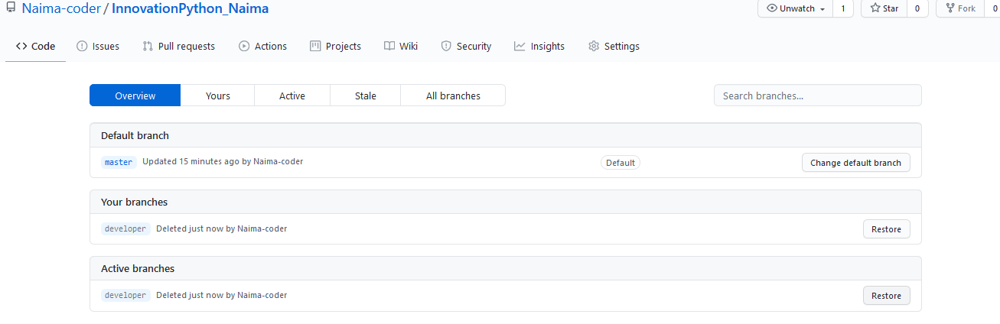 Naima-coder / InnovationPython_Naima Unwatch 1 Star 0 Fork 0
Code Issues Pull requests Actions Projects Wiki Security Insights Settings
Overview Yours Active Stale All branches Search branches...
Default branch
master Updated 15 minutes ago by Naima-coder Default Change default branch
Your branches
developer Deleted just now by Naima-coder Restore
Active branches
developer Deleted just now by Naima-coder Restore